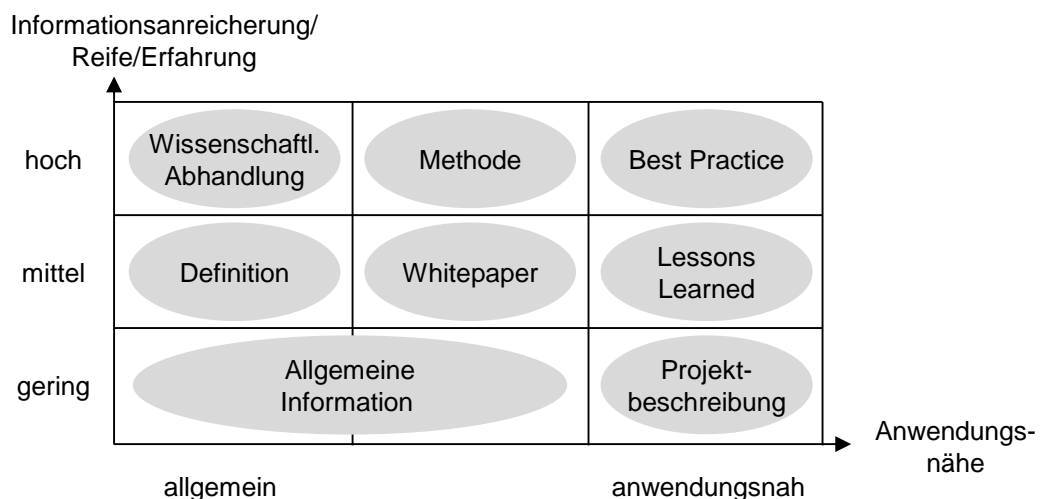 Informationsanreicherung/
Reife/Erfahrung
hoch
Wissenschaftl.
Abhandlung
Methode
Best Practice
mittel
Definition
Whitepaper
Lessons
Learned
gering
Allgemeine
Information
Projekt-
beschreibung
Anwendungs-
nähe
allgemein
anwendungsnah